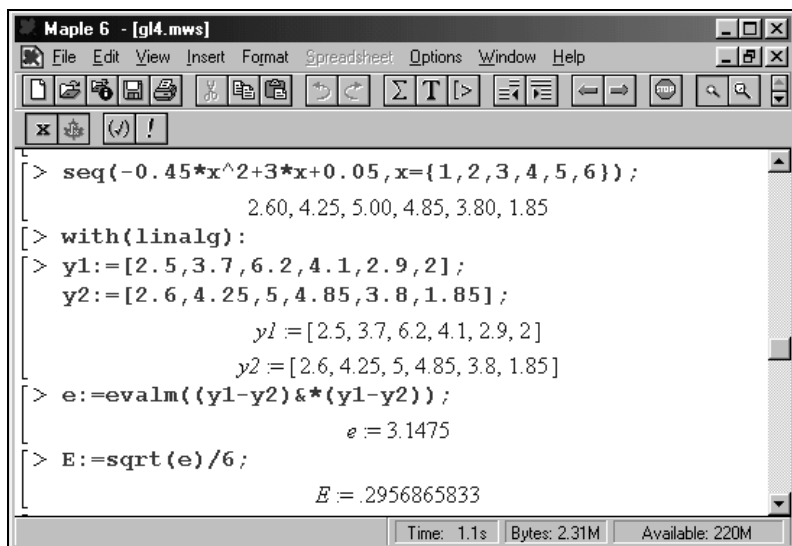 Maple 6 - [gl4.mws]
File Edit View Insert Format Spreadsheet Options Window Help
Σ T [>
STOP
x (√) !
[> seq(-0.45*x^2+3*x+0.05,x={1,2,3,4,5,6});
2.60, 4.25, 5.00, 4.85, 3.80, 1.85
[> with(linalg):
[> y1:=[2.5,3.7,6.2,4.1,2.9,2];
y2:=[2.6,4.25,5,4.85,3.8,1.85];
y1 := [2.5, 3.7, 6.2, 4.1, 2.9, 2]
y2 := [2.6, 4.25, 5, 4.85, 3.8, 1.85]
[> e:=evalm((y1-y2)&*(y1-y2));
e := 3.1475
[> E:=sqrt(e)/6;
E := .2956865833
Time: 1.1s Bytes: 2.31M Available: 220M